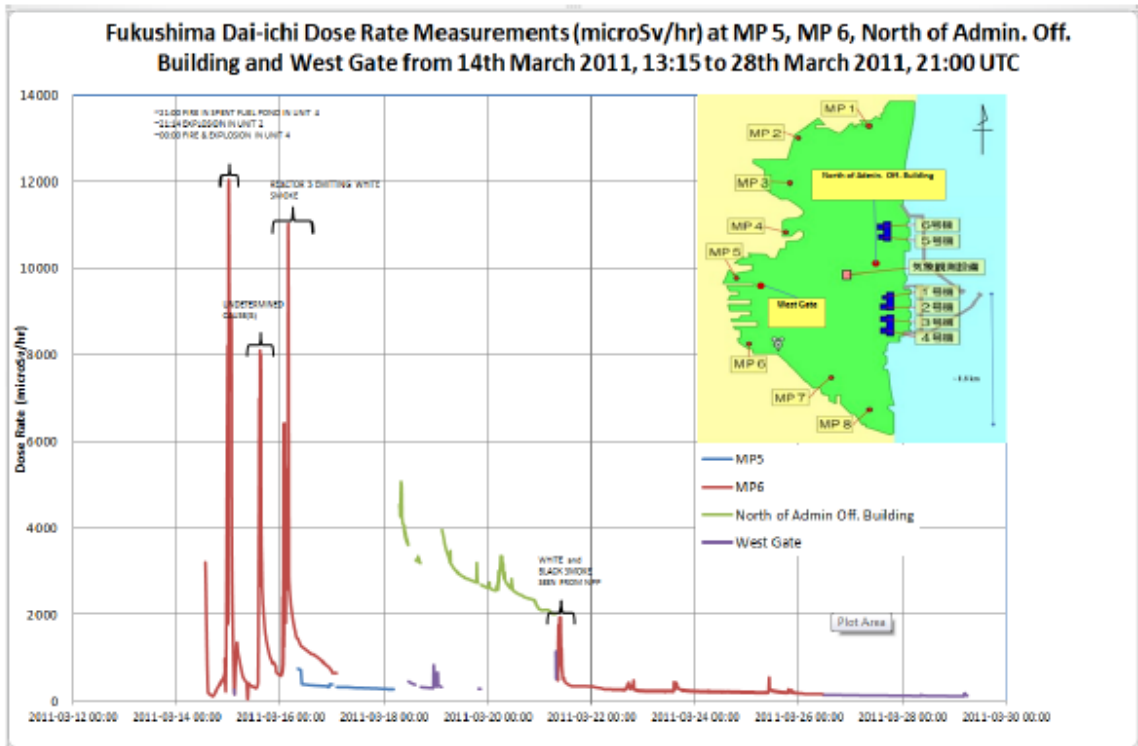 Fukushima Dai-ichi Dose Rate Measurements (microSv/hr) at MP 5, MP 6, North of Admin. Off.
Building and West Gate from 14th March 2011, 13:15 to 28th March 2011, 21:00 UTC
14000
12000
10000
8000
6000
4000
2000
0
Dose Rate (microSv/hr)
~21:00 FIRE IN SPENT FUEL POND IN UNIT 4
~21:14 EXPLOSION IN UNIT 2
~00:00 FIRE & EXPLOSION IN UNIT 4
REACTOR 3 EMITTING WHITE
SMOKE
UNDETERMINED
CAUSE(S)
WHITE and
BLACK SMOKE
SEEN FROM NPP
MP 1
MP 2
MP 3
MP 4
MP 5
MP 6
MP 7
MP 8
North of Admin. Off. Building
West Gate
6号機
5号機
気象観測設備
1号機
2号機
3号機
4号機
MP5
MP6
North of Admin Off. Building
West Gate
Plot Area
2011-03-12 00:00
2011-03-14 00:00
2011-03-16 00:00
2011-03-18 00:00
2011-03-20 00:00
2011-03-22 00:00
2011-03-24 00:00
2011-03-26 00:00
2011-03-28 00:00
2011-03-30 00:00